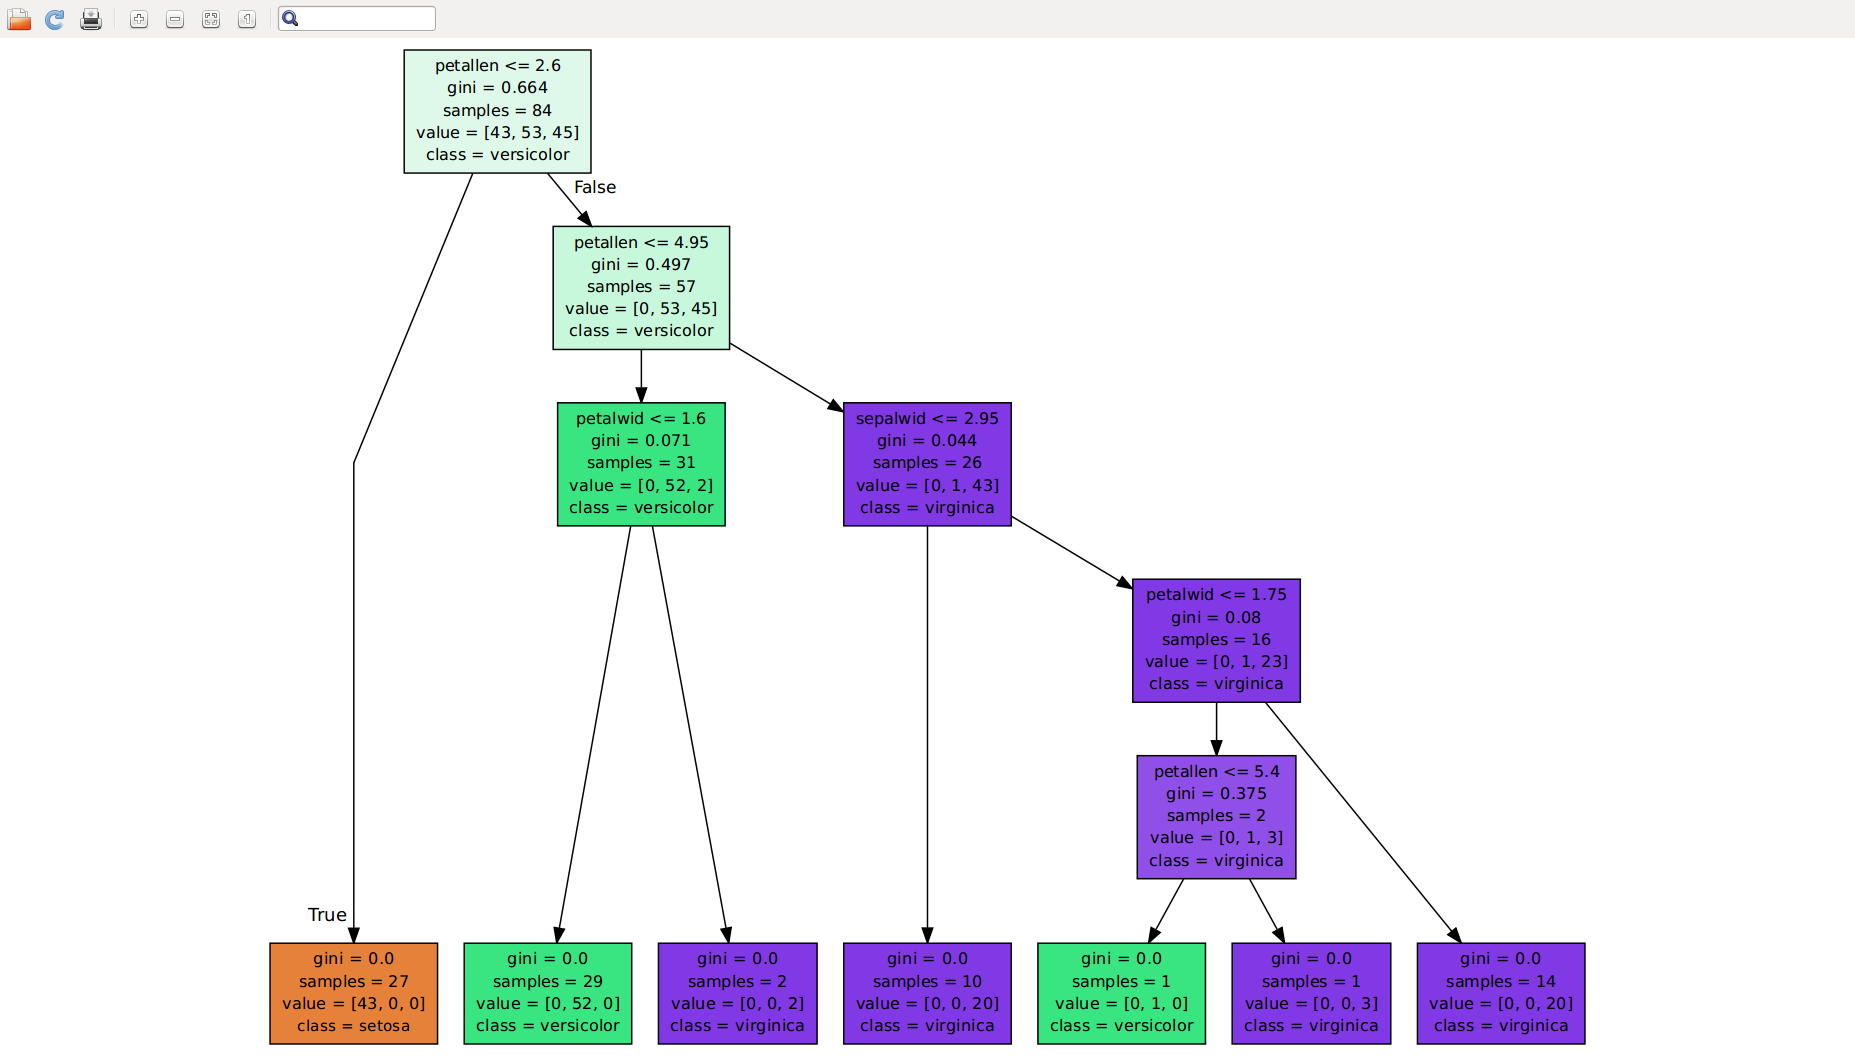 petallen <= 2.6
gini = 0.664
samples = 84
value = [43, 53, 45]
class = versicolor
False
petallen <= 4.95
gini = 0.497
samples = 57
value = [0, 53, 45]
class = versicolor
petalwid <= 1.6
gini = 0.071
samples = 31
value = [0, 52, 2]
class = versicolor
sepalwid <= 2.95
gini = 0.044
samples = 26
value = [0, 1, 43]
class = virginica
petalwid <= 1.75
gini = 0.08
samples = 16
value = [0, 1, 23]
class = virginica
petallen <= 5.4
gini = 0.375
samples = 2
value = [0, 1, 3]
class = virginica
True
gini = 0.0
samples = 27
value = [43, 0, 0]
class = setosa
gini = 0.0
samples = 29
value = [0, 52, 0]
class = versicolor
gini = 0.0
samples = 2
value = [0, 0, 2]
class = virginica
gini = 0.0
samples = 10
value = [0, 0, 20]
class = virginica
gini = 0.0
samples = 1
value = [0, 1, 0]
class = versicolor
gini = 0.0
samples = 1
value = [0, 0, 3]
class = virginica
gini = 0.0
samples = 14
value = [0, 0, 20]
class = virginica